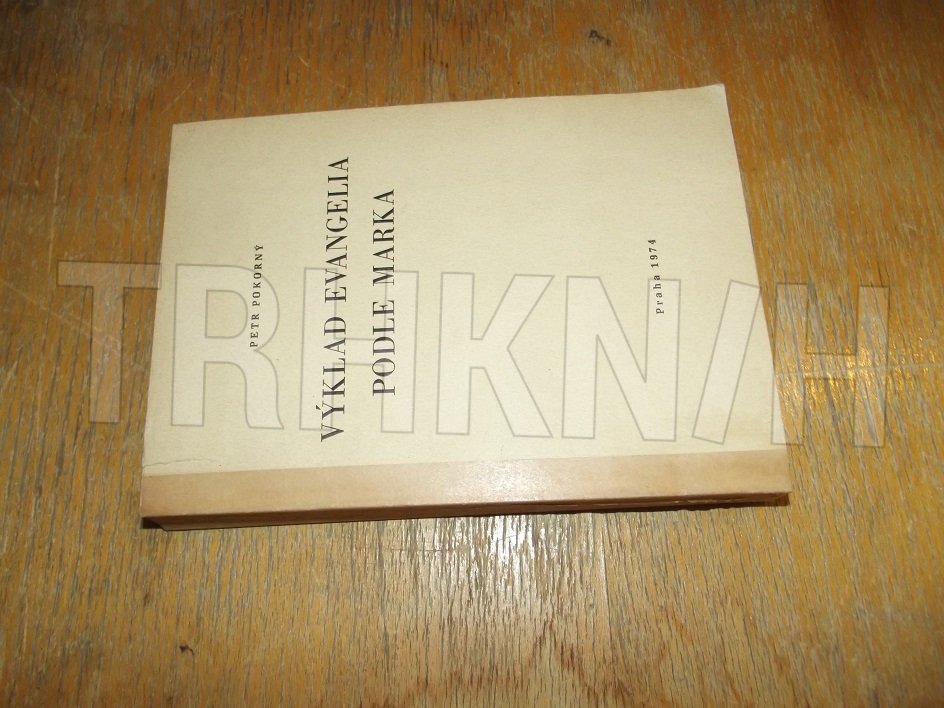 PETR POKORNÝ
VÝKLAD EVANGELIA
PODLE MARKA
Praha 1974
TRHKNIH